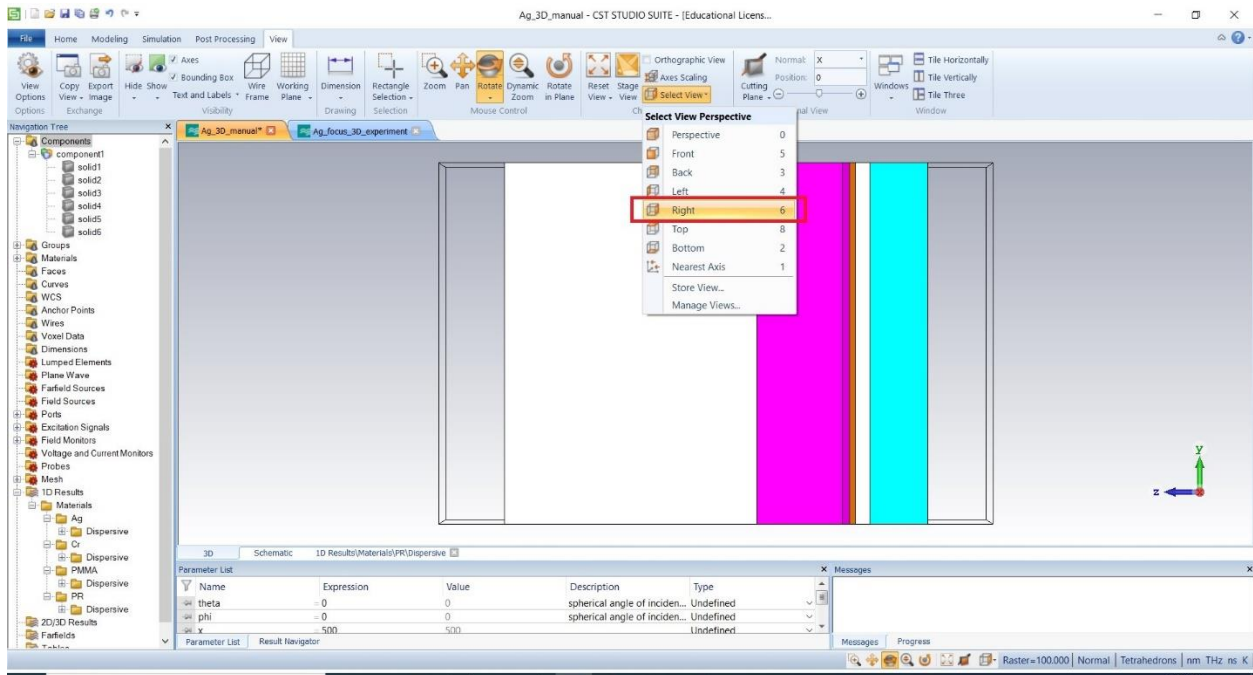 Ag_3D_manual - CST STUDIO SUITE - [Educational Licens...
File Home Modeling Simulation Post Processing View
View Options
Copy View
Export Image
Hide Show
Axes
Bounding Box
Text and Labels
Wire Frame
Working Plane
Dimension
Rectangle Selection
Zoom Pan Rotate Dynamic Zoom Rotate in Plane
Reset View
Stage View
Orthographic View
Axes Scaling
Select View
Cutting Plane
Normal: X
Position: 0
Windows
Tile Horizontally
Tile Vertically
Tile Three
Options Exchange Visibility Drawing Selection Mouse Control Ch nal View Window
Navigation Tree
Ag_3D_manual*
Ag_focus_3D_experiment
Select View Perspective
Perspective 0
Front 5
Back 3
Left 4
Right 6
Top 8
Bottom 2
Nearest Axis 1
Store View...
Manage Views...
Components
component1
solid1
solid2
solid3
solid4
solid5
solid6
Groups
Materials
Faces
Curves
WCS
Anchor Points
Wires
Voxel Data
Dimensions
Lumped Elements
Plane Wave
Farfield Sources
Field Sources
Ports
Excitation Signals
Field Monitors
Voltage and Current Monitors
Probes
Mesh
1D Results
Materials
Ag
Dispersive
Cr
Dispersive
PMMA
Dispersive
PR
Dispersive
2D/3D Results
Farfields
Tables
y
z
3D Schematic 1D Results\Materials\PR\Dispersive
Parameter List
Name Expression Value Description Type
theta = 0 0 spherical angle of inciden... Undefined
phi = 0 0 spherical angle of inciden... Undefined
x = 500 500 Undefined
Parameter List Result Navigator
Messages
Messages Progress
Raster=100.000 Normal Tetrahedrons nm THz ns K